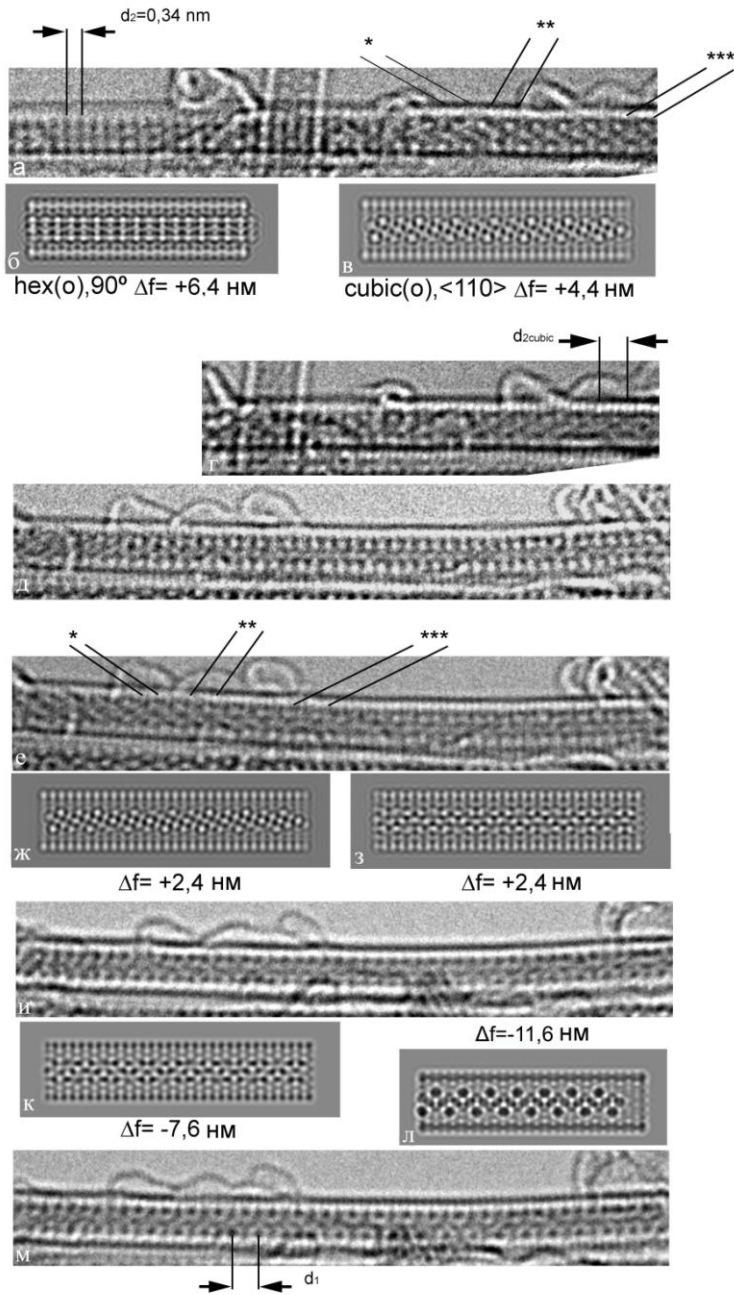 d₂=0,34 nm
* ** ***
а
б в
hex(o),90º Δf= +6,4 нм cubic(o),<110> Δf= +4,4 нм
d2cubic
г
д
* ** ***
е
ж з
Δf= +2,4 нм Δf= +2,4 нм
и
Δf=-11,6 нм
к л
Δf= -7,6 нм
м
d₁